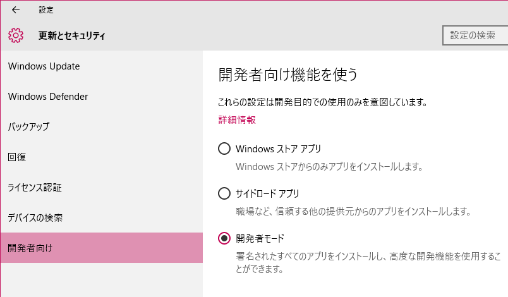 ← 設定
更新とセキュリティ
設定の検索
Windows Update
Windows Defender
バックアップ
回復
ライセンス認証
デバイスの検索
開発者向け
開発者向け機能を使う
これらの設定は開発目的での使用のみを意図しています。
詳細情報
Windows ストア アプリ
Windows ストアからのみアプリをインストールします。
サイドロード アプリ
職場など、信頼する他の提供元からのアプリをインストールします。
開発者モード
署名されたすべてのアプリをインストールし、高度な開発機能を使用するこ
とができます。